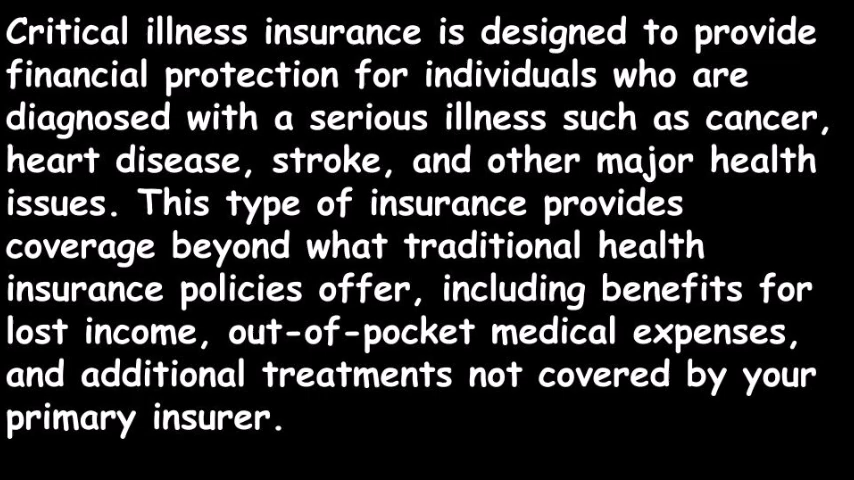 Critical illness insurance is designed to provide
financial protection for individuals who are
diagnosed with a serious illness such as cancer,
heart disease, stroke, and other major health
issues. This type of insurance provides
coverage beyond what traditional health
insurance policies offer, including benefits for
lost income, out-of-pocket medical expenses,
and additional treatments not covered by your
primary insurer.